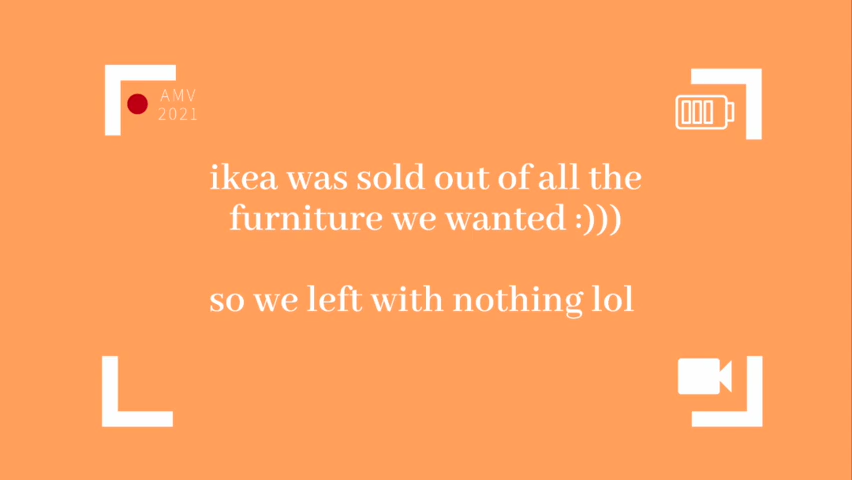 AMV
2021
ikea was sold out of all the
furniture we wanted :)))
so we left with nothing lol